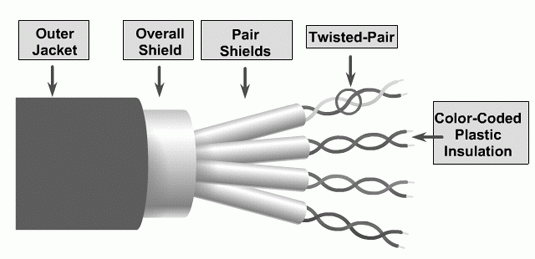 Outer
Jacket
Overall
Shield
Pair
Shields
Twisted-Pair
Color-Coded
Plastic
Insulation